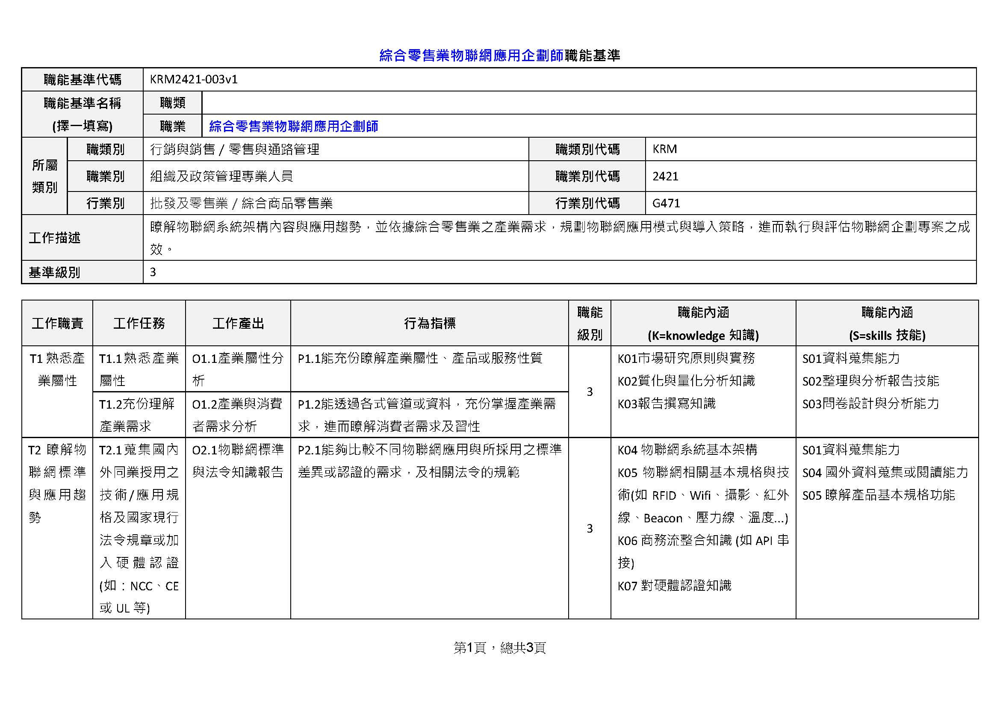 綜合零售業物聯網應用企劃師職能基準
職能基準代碼
KRM2421-003v1
職能基準名稱
(擇一填寫)
職類
職業
綜合零售業物聯網應用企劃師
所屬
類別
職類別
行銷與銷售 / 零售與通路管理
職類別代碼
KRM
職業別
組織及政策管理專業人員
職業別代碼
2421
行業別
批發及零售業 / 綜合商品零售業
行業別代碼
G471
工作描述
瞭解物聯網系統架構內容與應用趨勢，並依據綜合零售業之產業需求，規劃物聯網應用模式與導入策略，進而執行與評估物聯網企劃專案之成
效。
基準級別
3
工作職責
工作任務
工作產出
行為指標
職能
級別
職能內涵
(K=knowledge 知識)
職能內涵
(S=skills 技能)
T1 熟悉產
業屬性
T1.1熟悉產業
屬性
O1.1產業屬性分
析
P1.1能充份瞭解產業屬性、產品或服務性質
3
K01市場研究原則與實務
K02質化與量化分析知識
K03報告撰寫知識
S01資料蒐集能力
S02整理與分析報告技能
S03問卷設計與分析能力
T1.2充份理解
產業需求
O1.2產業與消費
者需求分析
P1.2能透過各式管道或資料，充份掌握產業需
求，進而瞭解消費者需求及習性
T2 瞭解物
聯網標準
與應用趨
勢
T2.1蒐集國內
外同業授用之
技術/應用規
格及國家現行
法令規章或加
入硬體認證
(如：NCC、CE
或 UL 等)
O2.1物聯網標準
與法令知識報告
P2.1能夠比較不同物聯網應用與所採用之標準
差異或認證的需求，及相關法令的規範
3
K04 物聯網系統基本架構
K05 物聯網相關基本規格與技
術(如 RFID、Wifi、攝影、紅外
線、Beacon、壓力線、溫度...)
K06 商務流整合知識 (如 API 串
接)
K07 對硬體認證知識
S01資料蒐集能力
S04 國外資料蒐集或閱讀能力
S05 瞭解產品基本規格功能
第1頁，總共3頁